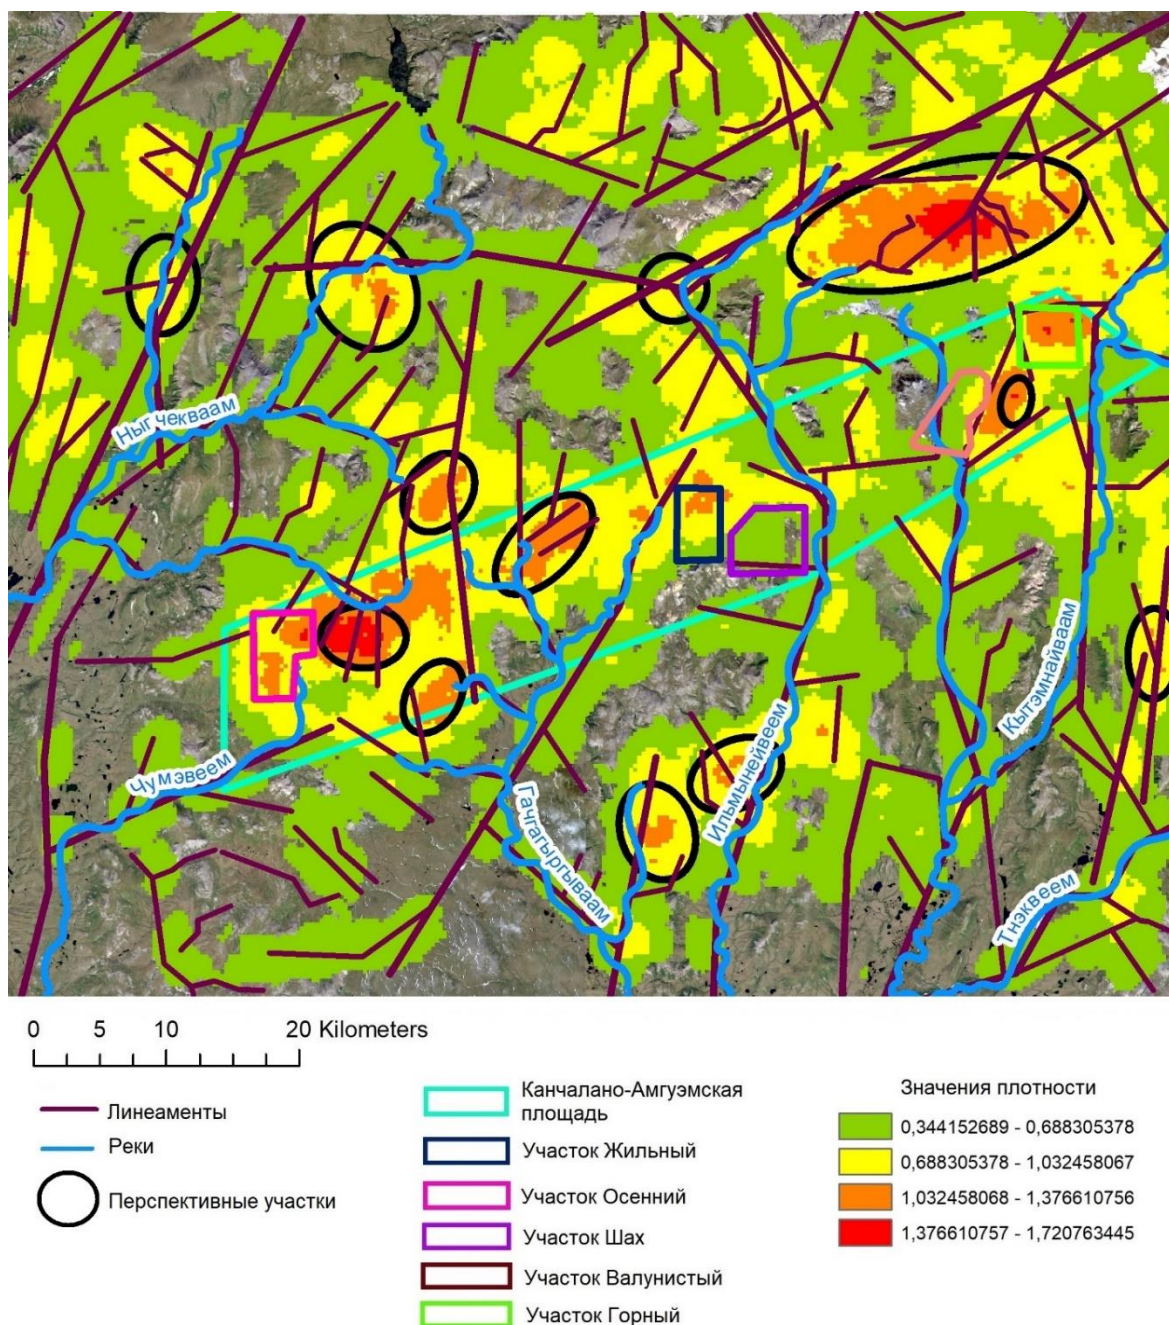 Ныгчекваам
Чумэвеем
Гачгагыргываам
Ильмынейвеем
Кытэмнайваам
Тнэквеем
0 5 10 20 Kilometers
Линеаменты
Реки
Перспективные участки
Канчалано-Амгуэмская
площадь
Участок Жильный
Участок Осенний
Участок Шах
Участок Валунистый
Участок Горный
Значения плотности
0,344152689 - 0,688305378
0,688305378 - 1,032458067
1,032458068 - 1,376610756
1,376610757 - 1,720763445